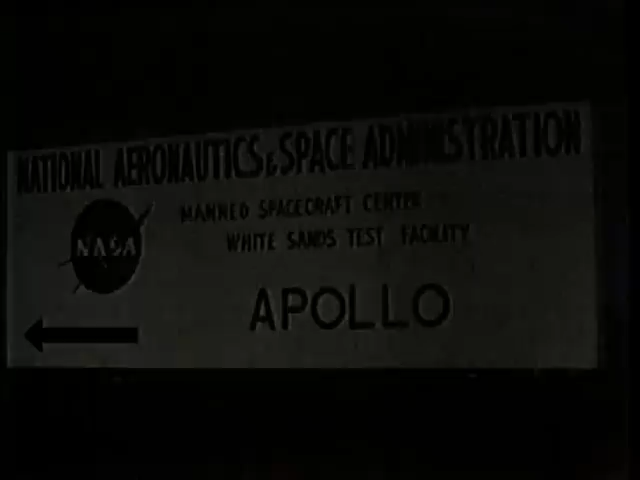 NATIONAL AERONAUTICS & SPACE ADMINISTRATION
MANNED SPACECRAFT CENTER
NASA
WHITE SANDS TEST FACILITY
APOLLO